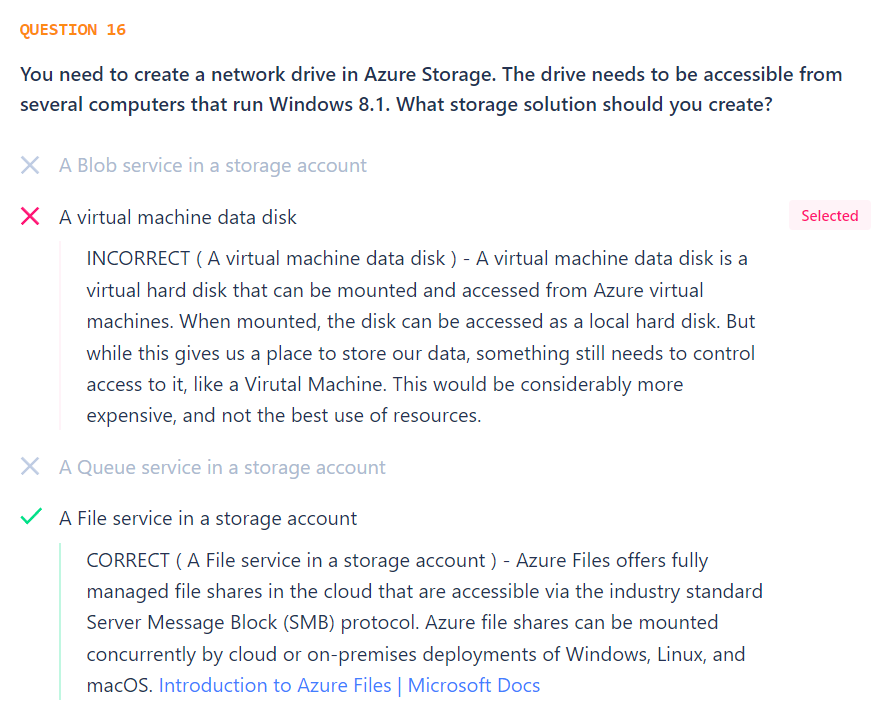 QUESTION 16
You need to create a network drive in Azure Storage. The drive needs to be accessible from
several computers that run Windows 8.1. What storage solution should you create?
A Blob service in a storage account
A virtual machine data disk
Selected
INCORRECT ( A virtual machine data disk ) - A virtual machine data disk is a
virtual hard disk that can be mounted and accessed from Azure virtual
machines. When mounted, the disk can be accessed as a local hard disk. But
while this gives us a place to store our data, something still needs to control
access to it, like a Virutal Machine. This would be considerably more
expensive, and not the best use of resources.
A Queue service in a storage account
A File service in a storage account
CORRECT ( A File service in a storage account ) - Azure Files offers fully
managed file shares in the cloud that are accessible via the industry standard
Server Message Block (SMB) protocol. Azure file shares can be mounted
concurrently by cloud or on-premises deployments of Windows, Linux, and
macOS. Introduction to Azure Files | Microsoft Docs